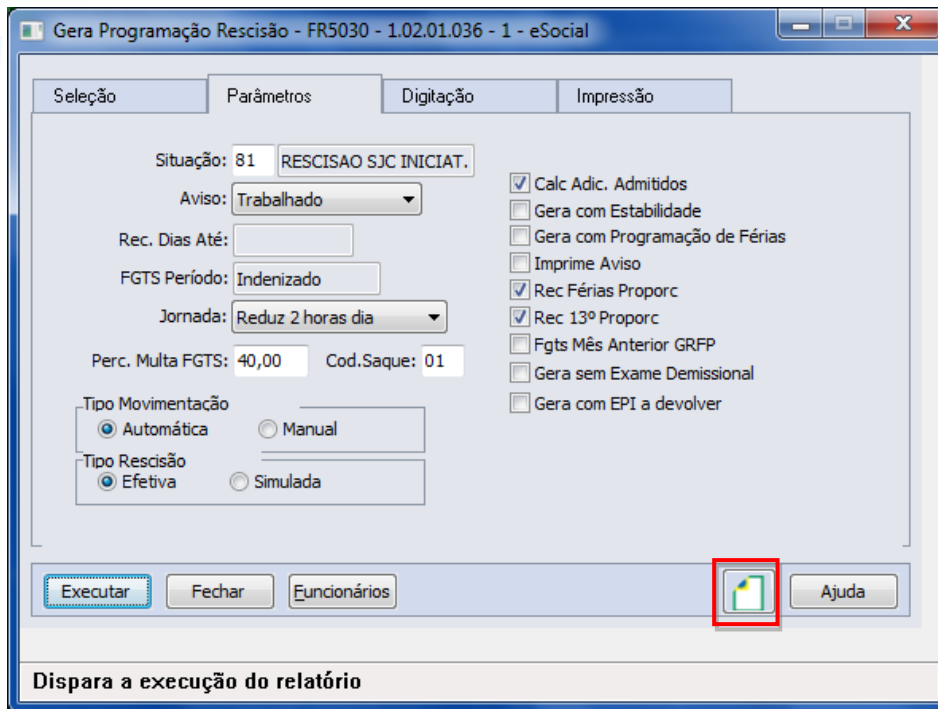 Gera Programação Rescisão - FR5030 - 1.02.01.036 - 1 - eSocial
Seleção
Parâmetros
Digitação
Impressão
Situação: 81 RESCISAO SJC INICIAT.
Aviso: Trabalhado
Rec. Dias Até:
FGTS Período: Indenizado
Jornada: Reduz 2 horas dia
Perc. Multa FGTS: 40,00 Cod.Saque: 01
Tipo Movimentação
Automática Manual
Tipo Rescisão
Efetiva Simulada
Calc Adic. Admitidos
Gera com Estabilidade
Gera com Programação de Férias
Imprime Aviso
Rec Férias Proporc
Rec 13º Proporc
Fgts Mês Anterior GRFP
Gera sem Exame Demissional
Gera com EPI a devolver
Executar
Fechar
Funcionários
Ajuda
Dispara a execução do relatório